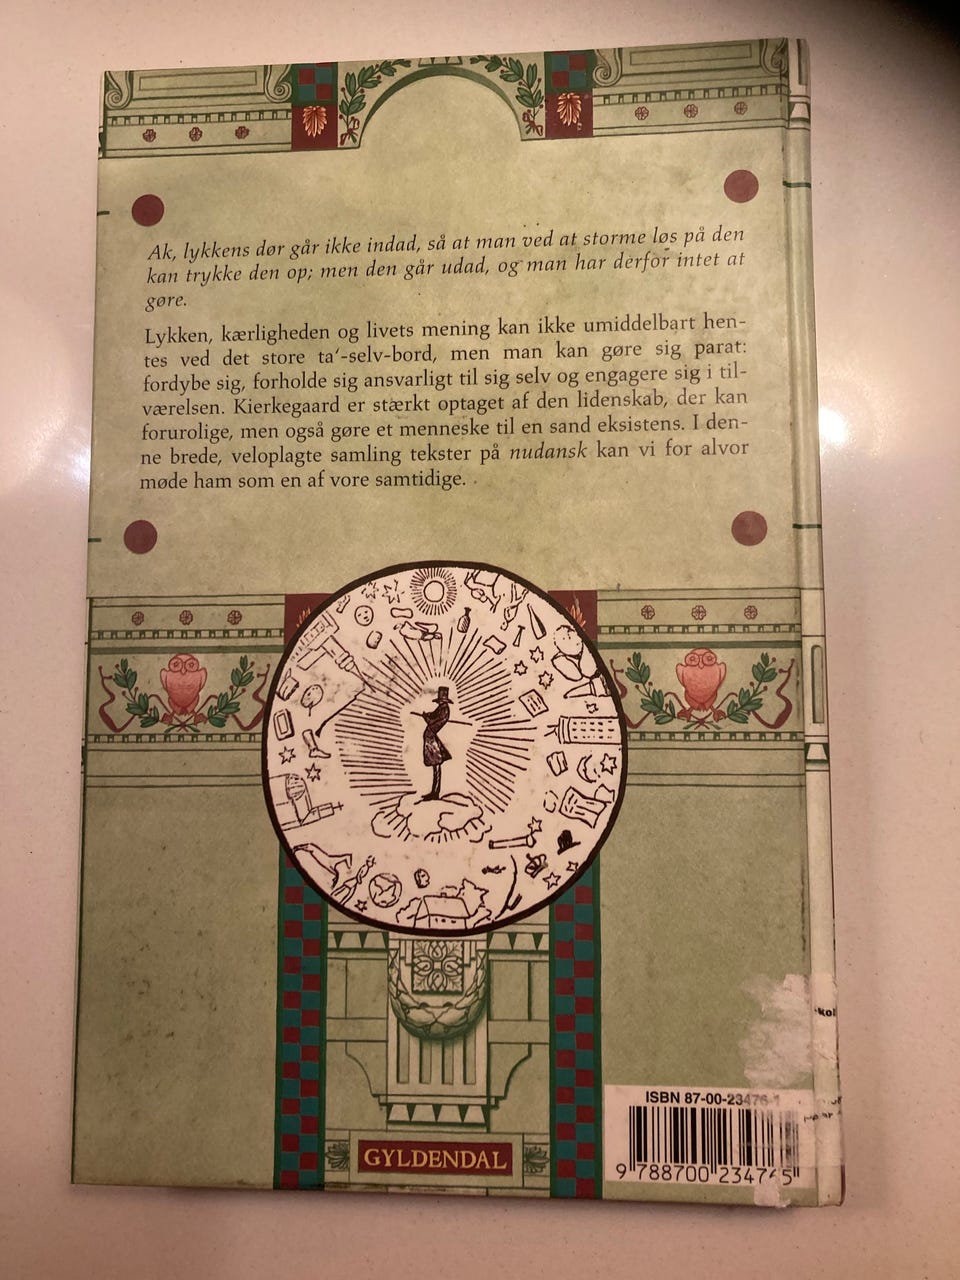 Ak, lykkens dør går ikke indad, så at man ved at storme løs på den
kan trykke den op; men den går udad, og man har derfor intet at
gøre.
Lykken, kærligheden og livets mening kan ikke umiddelbart hen-
tes ved det store ta'-selv-bord, men man kan gøre sig parat:
fordybe sig, forholde sig ansvarligt til sig selv og engagere sig i til-
værelsen. Kierkegaard er stærkt optaget af den lidenskab, der kan
forurolige, men også gøre et menneske til en sand eksistens. I den-
ne brede, veloplagte samling tekster på nudansk kan vi for alvor
møde ham som en af vore samtidige.
GYLDENDAL
ISBN 87-00-23476-1
9 788700 234765